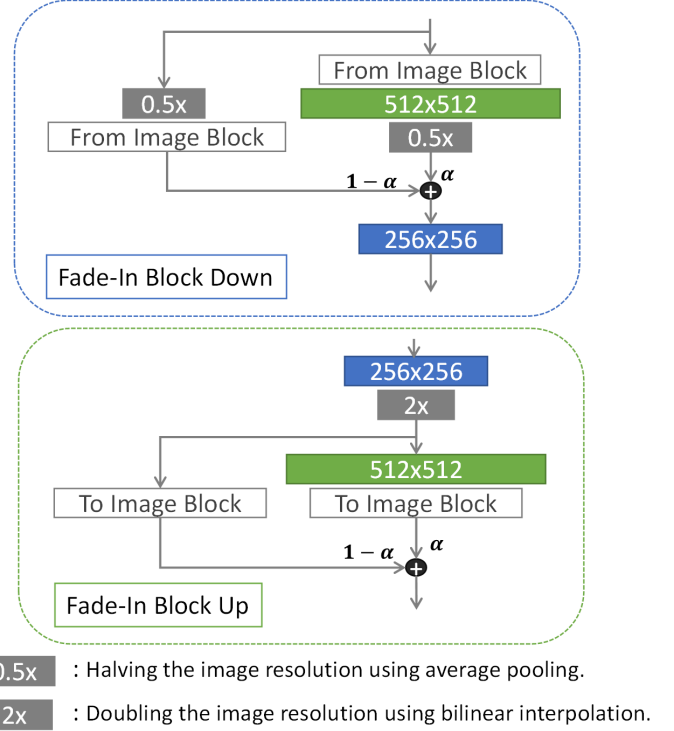 From Image Block
0.5x
512x512
From Image Block
0.5x
1 − α
α
+
256x256
Fade-In Block Down
256x256
2x
512x512
To Image Block
To Image Block
1 − α
α
+
Fade-In Block Up
0.5x : Halving the image resolution using average pooling.
2x : Doubling the image resolution using bilinear interpolation.